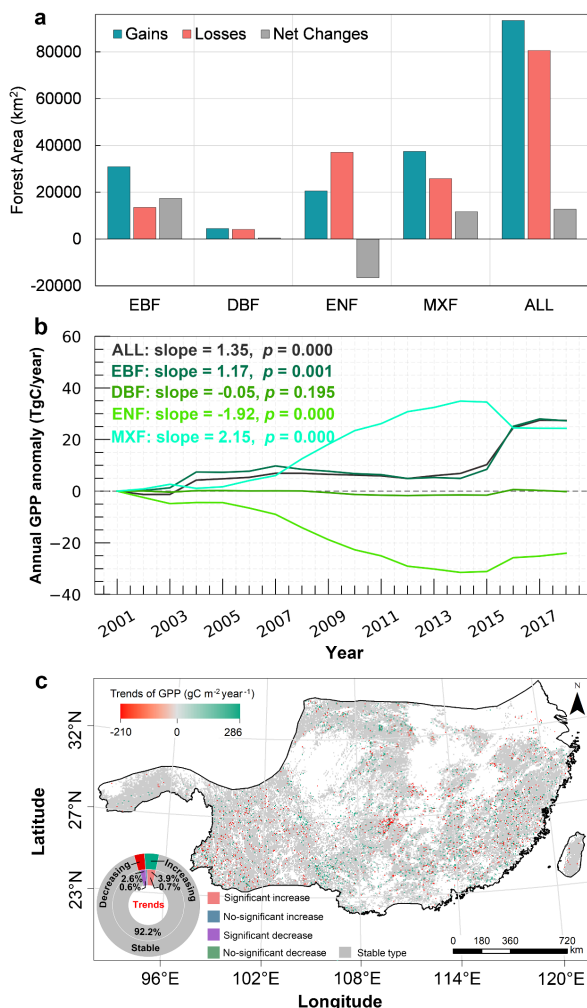 a
Gains Losses Net Changes
Forest Area (km²)
80000
60000
40000
20000
0
-20000
EBF DBF ENF MXF ALL
b
Annual GPP anomaly (TgC/year)
60
40
20
0
−20
−40
ALL: slope = 1.35, p = 0.000
EBF: slope = 1.17, p = 0.001
DBF: slope = -0.05, p = 0.195
ENF: slope = -1.92, p = 0.000
MXF: slope = 2.15, p = 0.000
2001 2003 2005 2007 2009 2011 2013 2015 2017
Year
c
Trends of GPP (gC m⁻² year⁻¹)
-210 0 286
N
Latitude
32°N
27°N
23°N
Decreasing
Increasing
2.6% 3.9%
0.6% 0.7%
Trends
92.2%
Stable
Significant increase
No-significant increase
Significant decrease
No-significant decrease
Stable type
0 180 360 720
km
96°E 102°E 108°E 114°E 120°E
Longitude